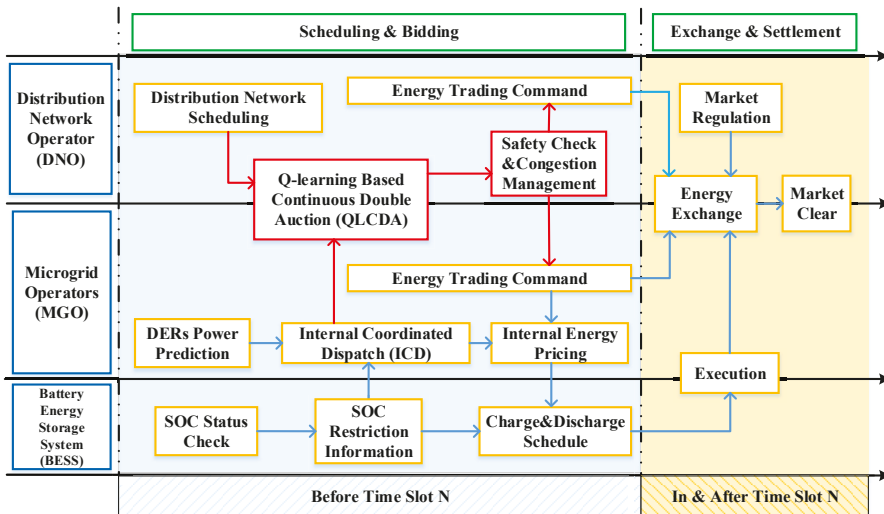 Scheduling & Bidding
Exchange & Settlement
Distribution
Network
Operator
(DNO)
Distribution Network
Scheduling
Energy Trading Command
Market
Regulation
Safety Check
&Congestion
Management
Q-learning Based
Continuous Double
Auction (QLCDA)
Energy
Exchange
Market
Clear
Microgrid
Operators
(MGO)
Energy Trading Command
DERs Power
Prediction
Internal Coordinated
Dispatch (ICD)
Internal Energy
Pricing
Execution
Battery
Energy
Storage
System
(BESS)
SOC Status
Check
SOC
Restriction
Information
Charge&Discharge
Schedule
Before Time Slot N
In & After Time Slot N